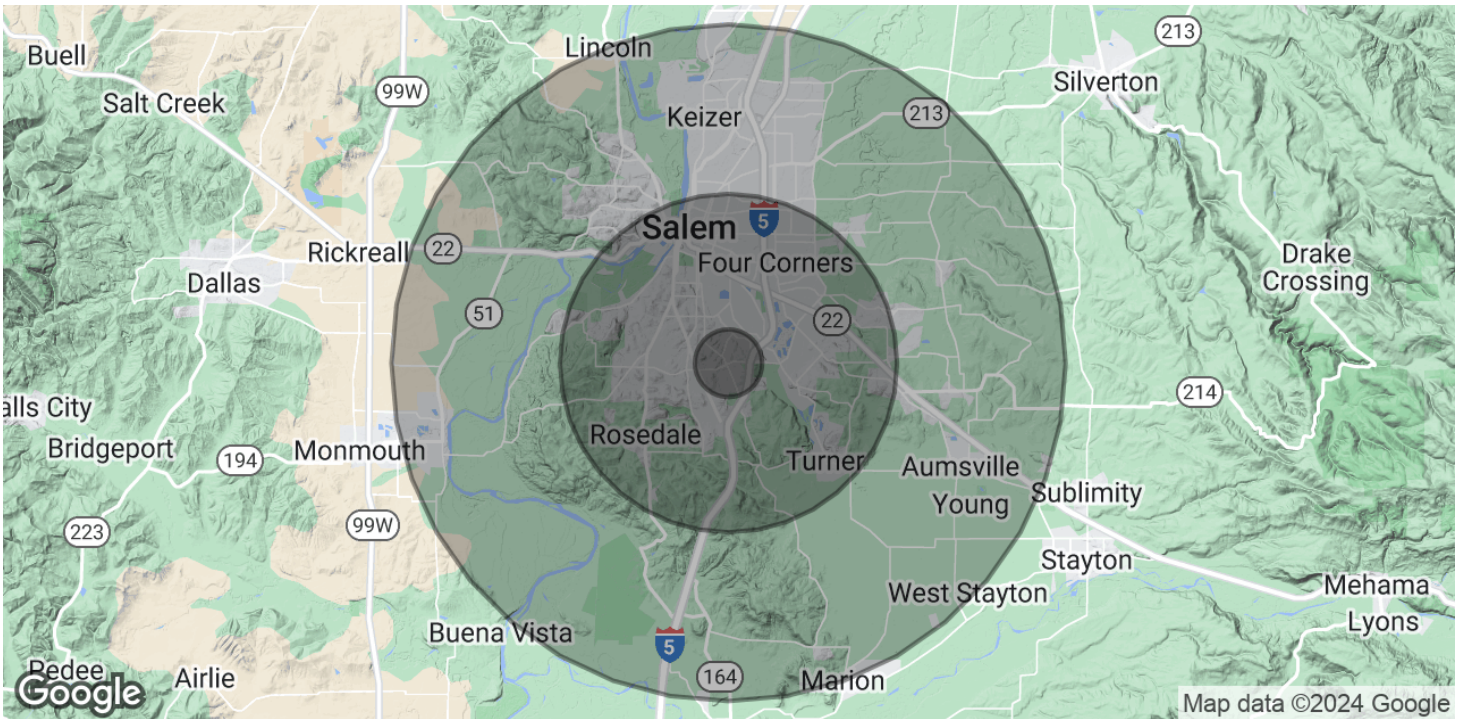 213
Lincoln
Buell
Silverton
99W
Salt Creek
Keizer
213
Salem
5
Rickreall
22
Four Corners
Drake
Crossing
Dallas
51
22
214
alls City
Rosedale
Bridgeport
Monmouth
194
Turner
Aumsville
Sublimity
Young
99W
223
Stayton
Mehama
West Stayton
Lyons
Buena Vista
5
Pedee
Airlie
164
Marion
Google
Map data ©2024 Google